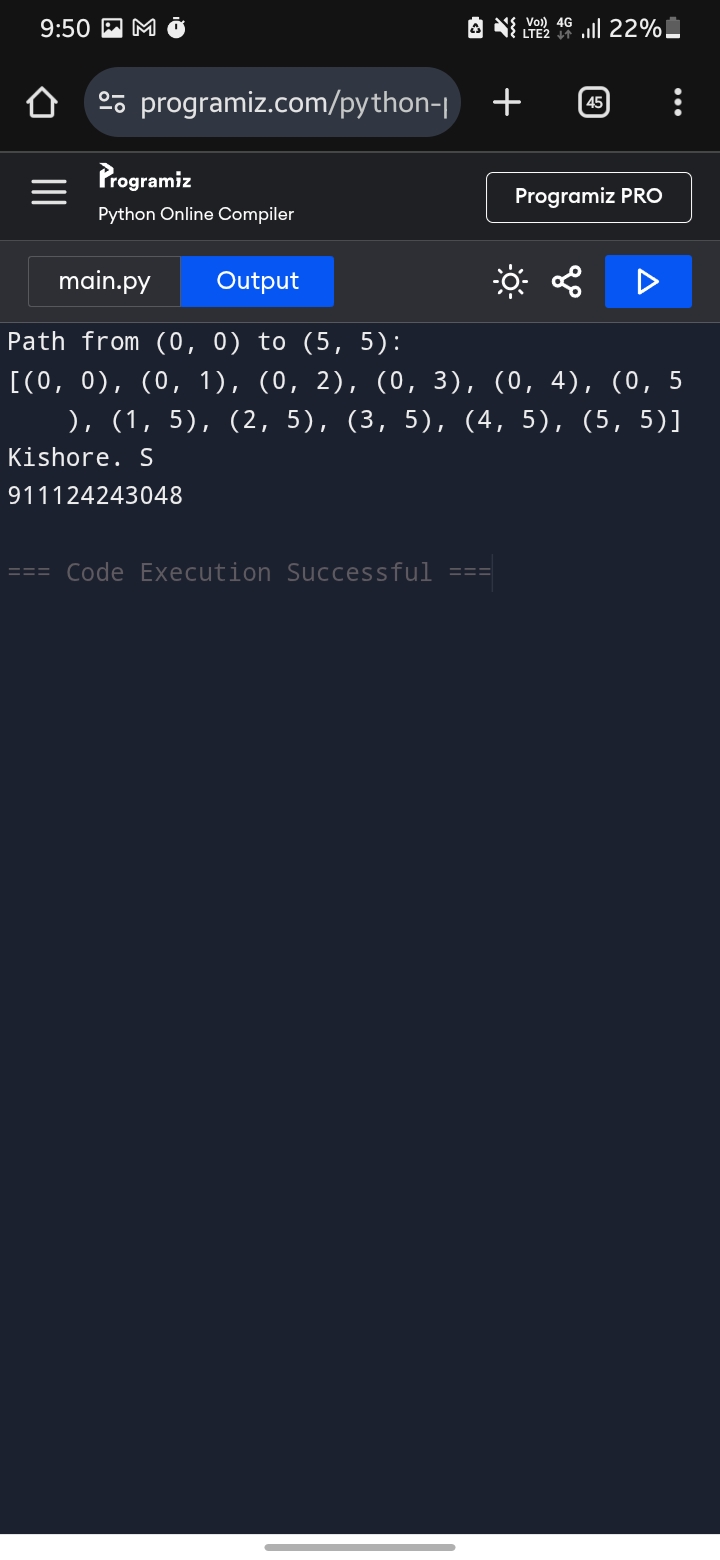 9:50
Vo))
LTE2
4G
22%
programiz.com/python-p
45
Programiz
Python Online Compiler
Programiz PRO
main.py
Output
Path from (0, 0) to (5, 5):
[(0, 0), (0, 1), (0, 2), (0, 3), (0, 4), (0, 5
), (1, 5), (2, 5), (3, 5), (4, 5), (5, 5)]
Kishore. S
911124243048
=== Code Execution Successful ===